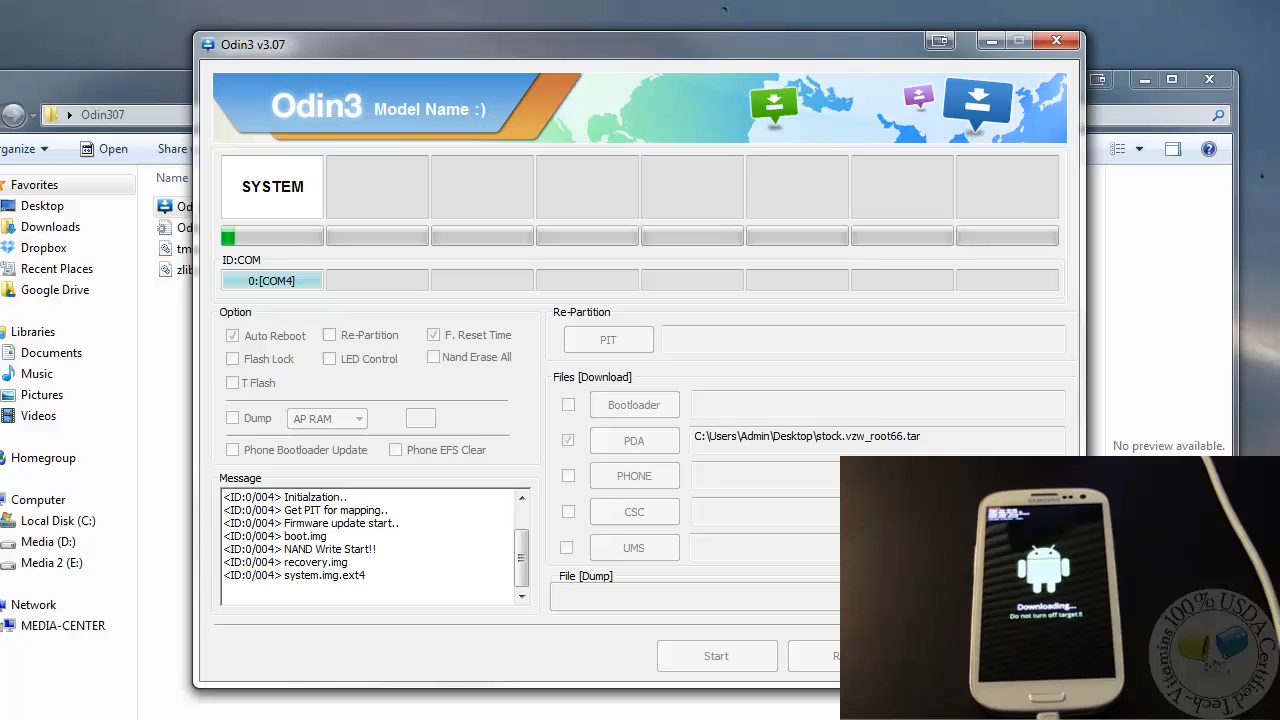 Odin3 v3.07
Odin307
rganize
Open
Share
Odin3 Model Name :)
Name
Favorites
Desktop
Downloads
Dropbox
Recent Places
Google Drive
Libraries
Documents
Music
Pictures
Videos
Homegroup
Computer
Local Disk (C:)
Media (D:)
Media 2 (E:)
Network
MEDIA-CENTER
Od
Od
tm
zlib
SYSTEM
ID:COM
0:[COM4]
Option
Auto Reboot
Re-Partition
F. Reset Time
Flash Lock
LED Control
Nand Erase All
T Flash
Dump
AP RAM
Phone Bootloader Update
Phone EFS Clear
Message
<ID:0/004> Initialzation..
<ID:0/004> Get PIT for mapping..
<ID:0/004> Firmware update start..
<ID:0/004> boot.img
<ID:0/004> NAND Write Start!!
<ID:0/004> recovery.img
<ID:0/004> system.img.ext4
Re-Partition
PIT
Files [Download]
Bootloader
PDA
C:\Users\Admin\Desktop\stock.vzw_root66.tar
PHONE
CSC
UMS
File [Dump]
Start
R
No preview available.
SAMSUNG
Downloading...
Do not turn off target!!
100% USDA Certified Tech-Vitamins